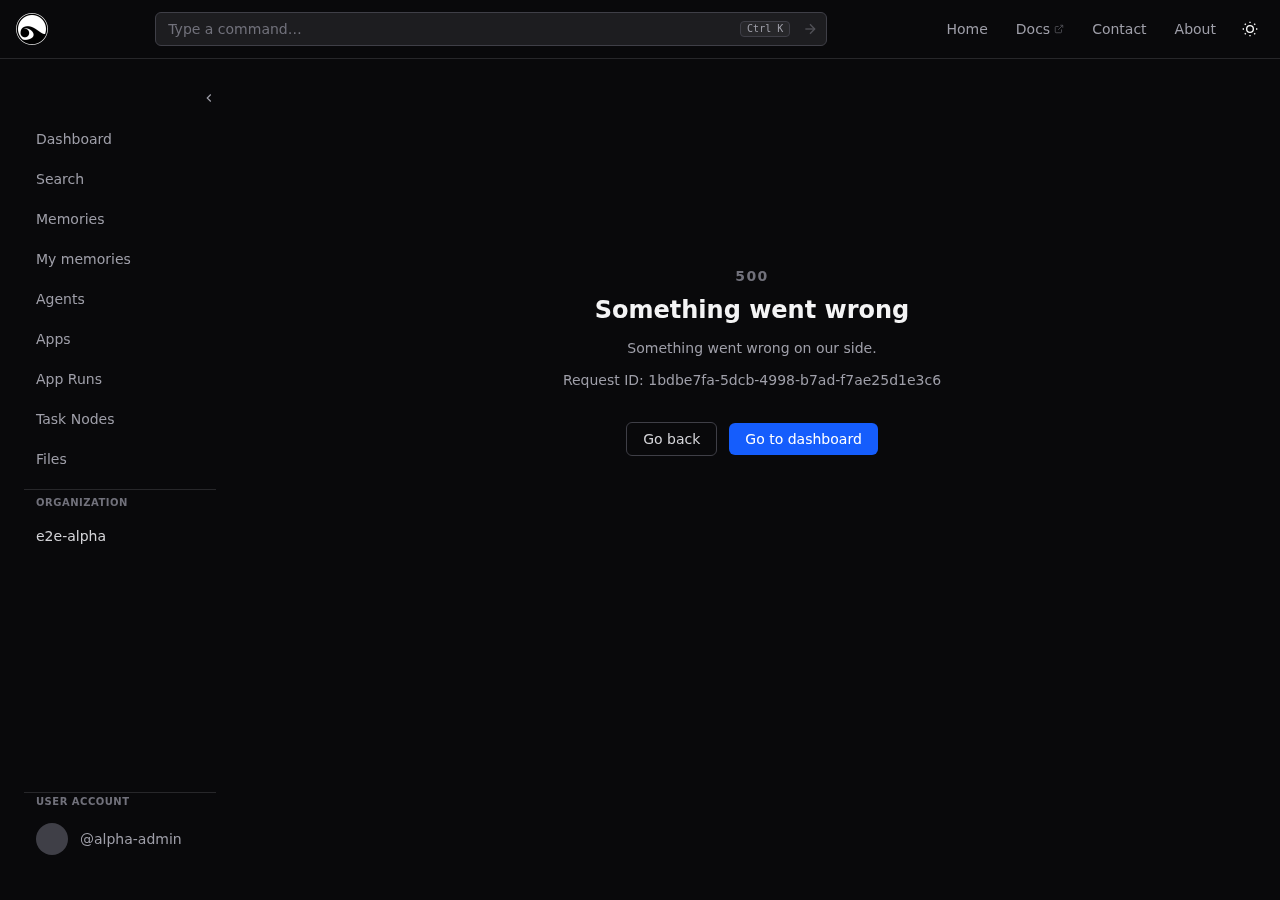 Type a command...
Ctrl K
Home
Docs
Contact
About
Dashboard
Search
Memories
My memories
Agents
Apps
App Runs
Task Nodes
Files
ORGANIZATION
e2e-alpha
USER ACCOUNT
@alpha-admin
500
Something went wrong
Something went wrong on our side.
Request ID: 1bdbe7fa-5dcb-4998-b7ad-f7ae25d1e3c6
Go back
Go to dashboard